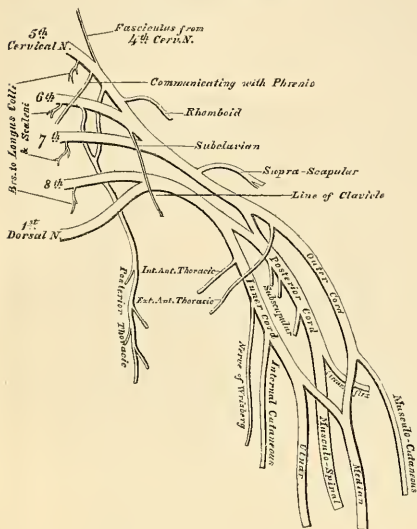 Fasciculus from
4th Cerv. N.
5th
Cervical N.
Communicating with Phrenic
6th
Rhomboid
Brs. to Longus Colli
& Scaleni
7th
Subclavian
Supra-Scapular
8th
Line of Clavicle
1st
Dorsal N.
Int. Ant. Thoracic
Ext. Ant. Thoracic
Posterior Thoracic
Outer Cord
Posterior Cord
Subscapular
Inner Cord
Circumflex
Nerve of Wrisberg
Internal Cutaneous
Ulnar
Musculo-Spiral
Median
Musculo-Cutaneous